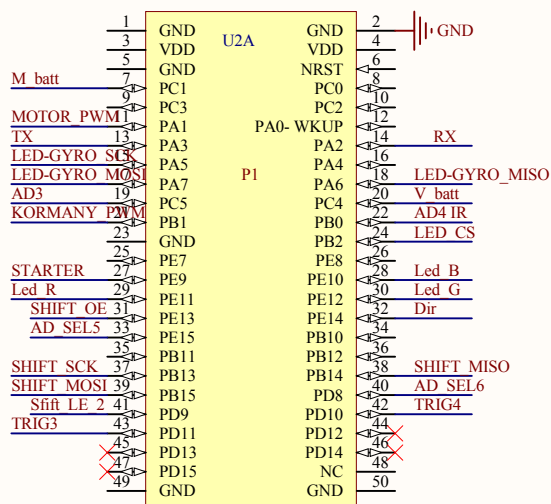 U2A
P1
1 GND GND 2 GND
3 VDD VDD 4
5 GND NRST 6
M_batt 7 PC1 PC0 8
9 PC3 PC2 10
MOTOR_PWM 11 PA1 PA0- WKUP 12
TX 13 PA3 PA2 14 RX
LED-GYRO_SCK 15 PA5 PA4 16
LED-GYRO_MOSI 17 PA7 PA6 18 LED-GYRO_MISO
AD3 19 PC5 PC4 20 V_batt
KORMANY_PWM 21 PB1 PB0 22 AD4 IR
23 GND PB2 24 LED_CS
25 PE7 PE8 26
STARTER 27 PE9 PE10 28 Led_B
Led_R 29 PE11 PE12 30 Led_G
SHIFT_OE 31 PE13 PE14 32 Dir
AD_SEL5 33 PE15 PB10 34
35 PB11 PB12 36
SHIFT_SCK 37 PB13 PB14 38 SHIFT_MISO
SHIFT_MOSI 39 PB15 PD8 40 AD_SEL6
Sfift_LE_2 41 PD9 PD10 42 TRIG4
TRIG3 43 PD11 PD12 44
45 PD13 PD14 46
47 PD15 NC 48
49 GND GND 50